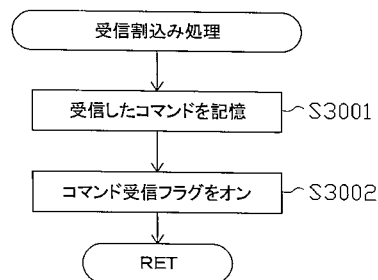 受信割込み処理
受信したコマンドを記憶
S3001
コマンド受信フラグをオン
S3002
RET